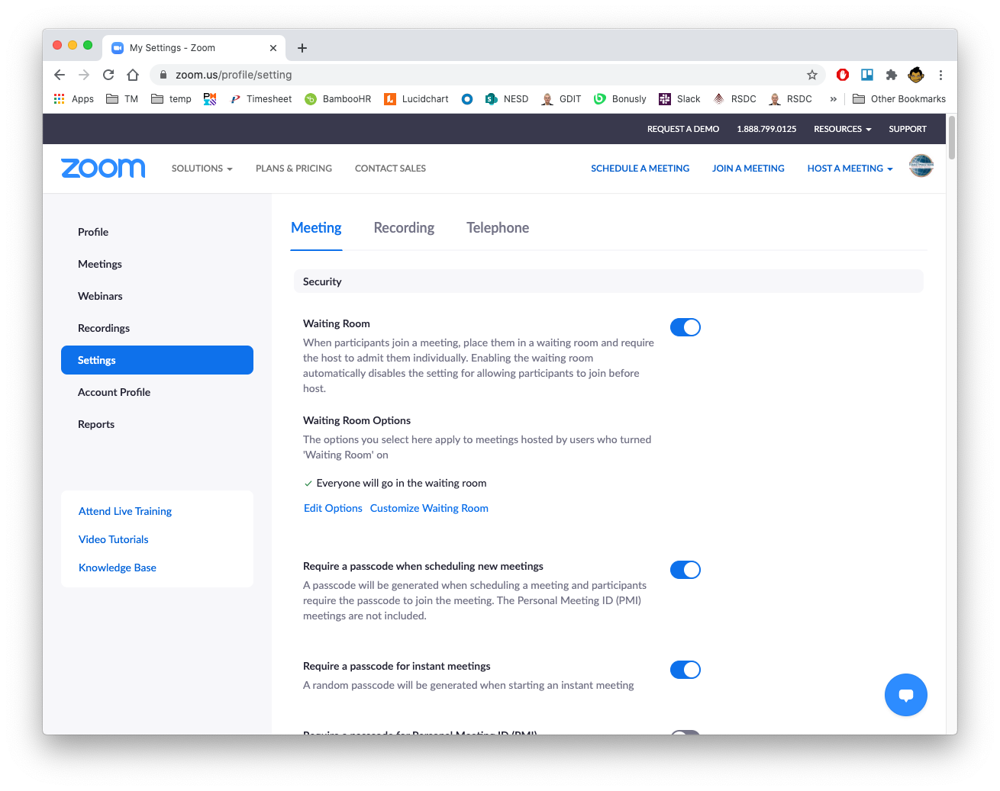 My Settings - Zoom
zoom.us/profile/setting
Apps TM temp Timesheet BambooHR Lucidchart NESD GDIT Bonusly Slack RSDC RSDC » Other Bookmarks
REQUEST A DEMO 1.888.799.0125 RESOURCES SUPPORT
zoom SOLUTIONS PLANS & PRICING CONTACT SALES SCHEDULE A MEETING JOIN A MEETING HOST A MEETING
Profile
Meetings
Webinars
Recordings
Settings
Account Profile
Reports
Attend Live Training
Video Tutorials
Knowledge Base
Meeting Recording Telephone
Security
Waiting Room
When participants join a meeting, place them in a waiting room and require
the host to admit them individually. Enabling the waiting room
automatically disables the setting for allowing participants to join before
host.
Waiting Room Options
The options you select here apply to meetings hosted by users who turned
'Waiting Room' on
Everyone will go in the waiting room
Edit Options Customize Waiting Room
Require a passcode when scheduling new meetings
A passcode will be generated when scheduling a meeting and participants
require the passcode to join the meeting. The Personal Meeting ID (PMI)
meetings are not included.
Require a passcode for instant meetings
A random passcode will be generated when starting an instant meeting
Require a passcode for Personal Meeting ID (PMI)